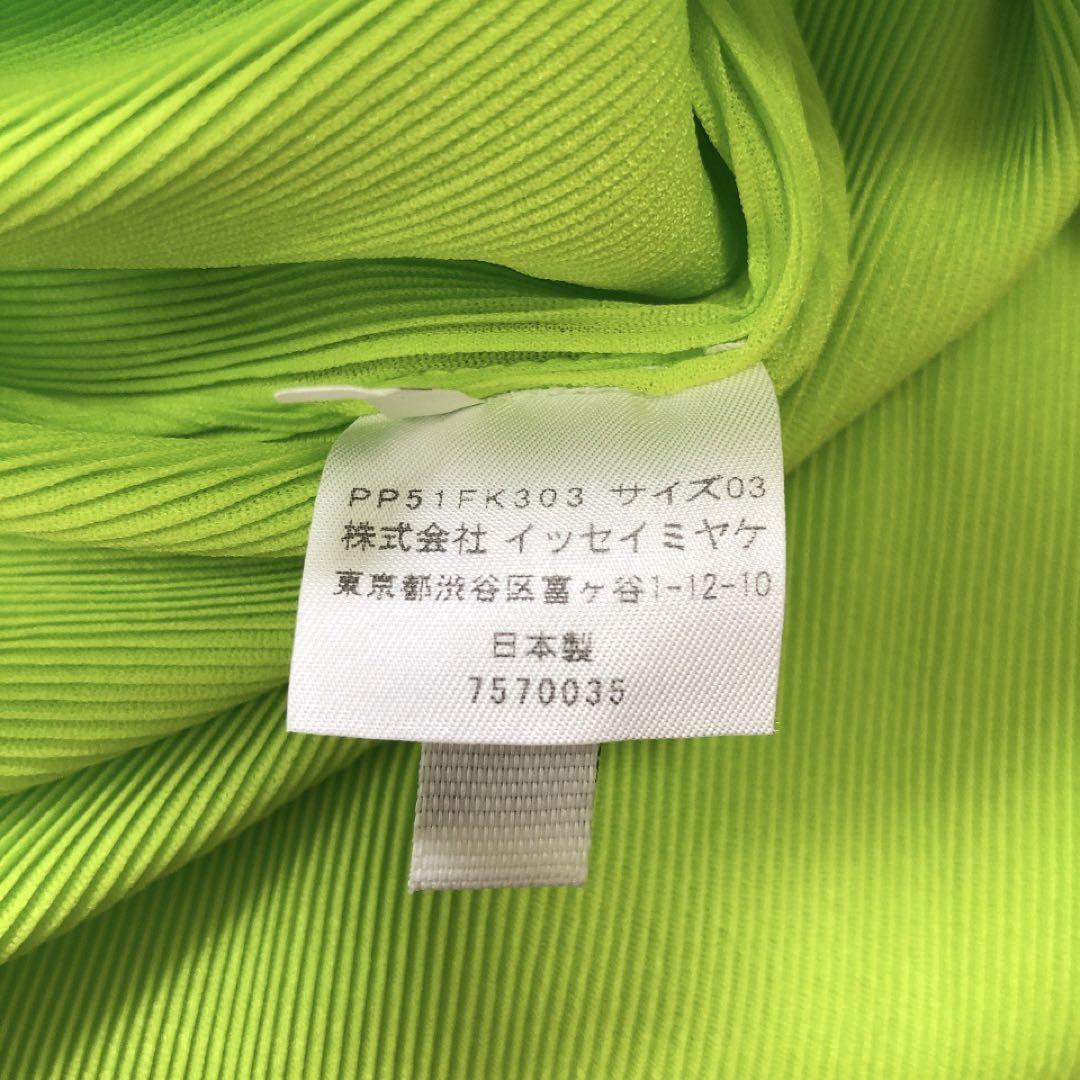 PP51FK303 サイズ03
株式会社 イッセイミヤケ
東京都渋谷区富ヶ谷1-12-10
日本製
7570035